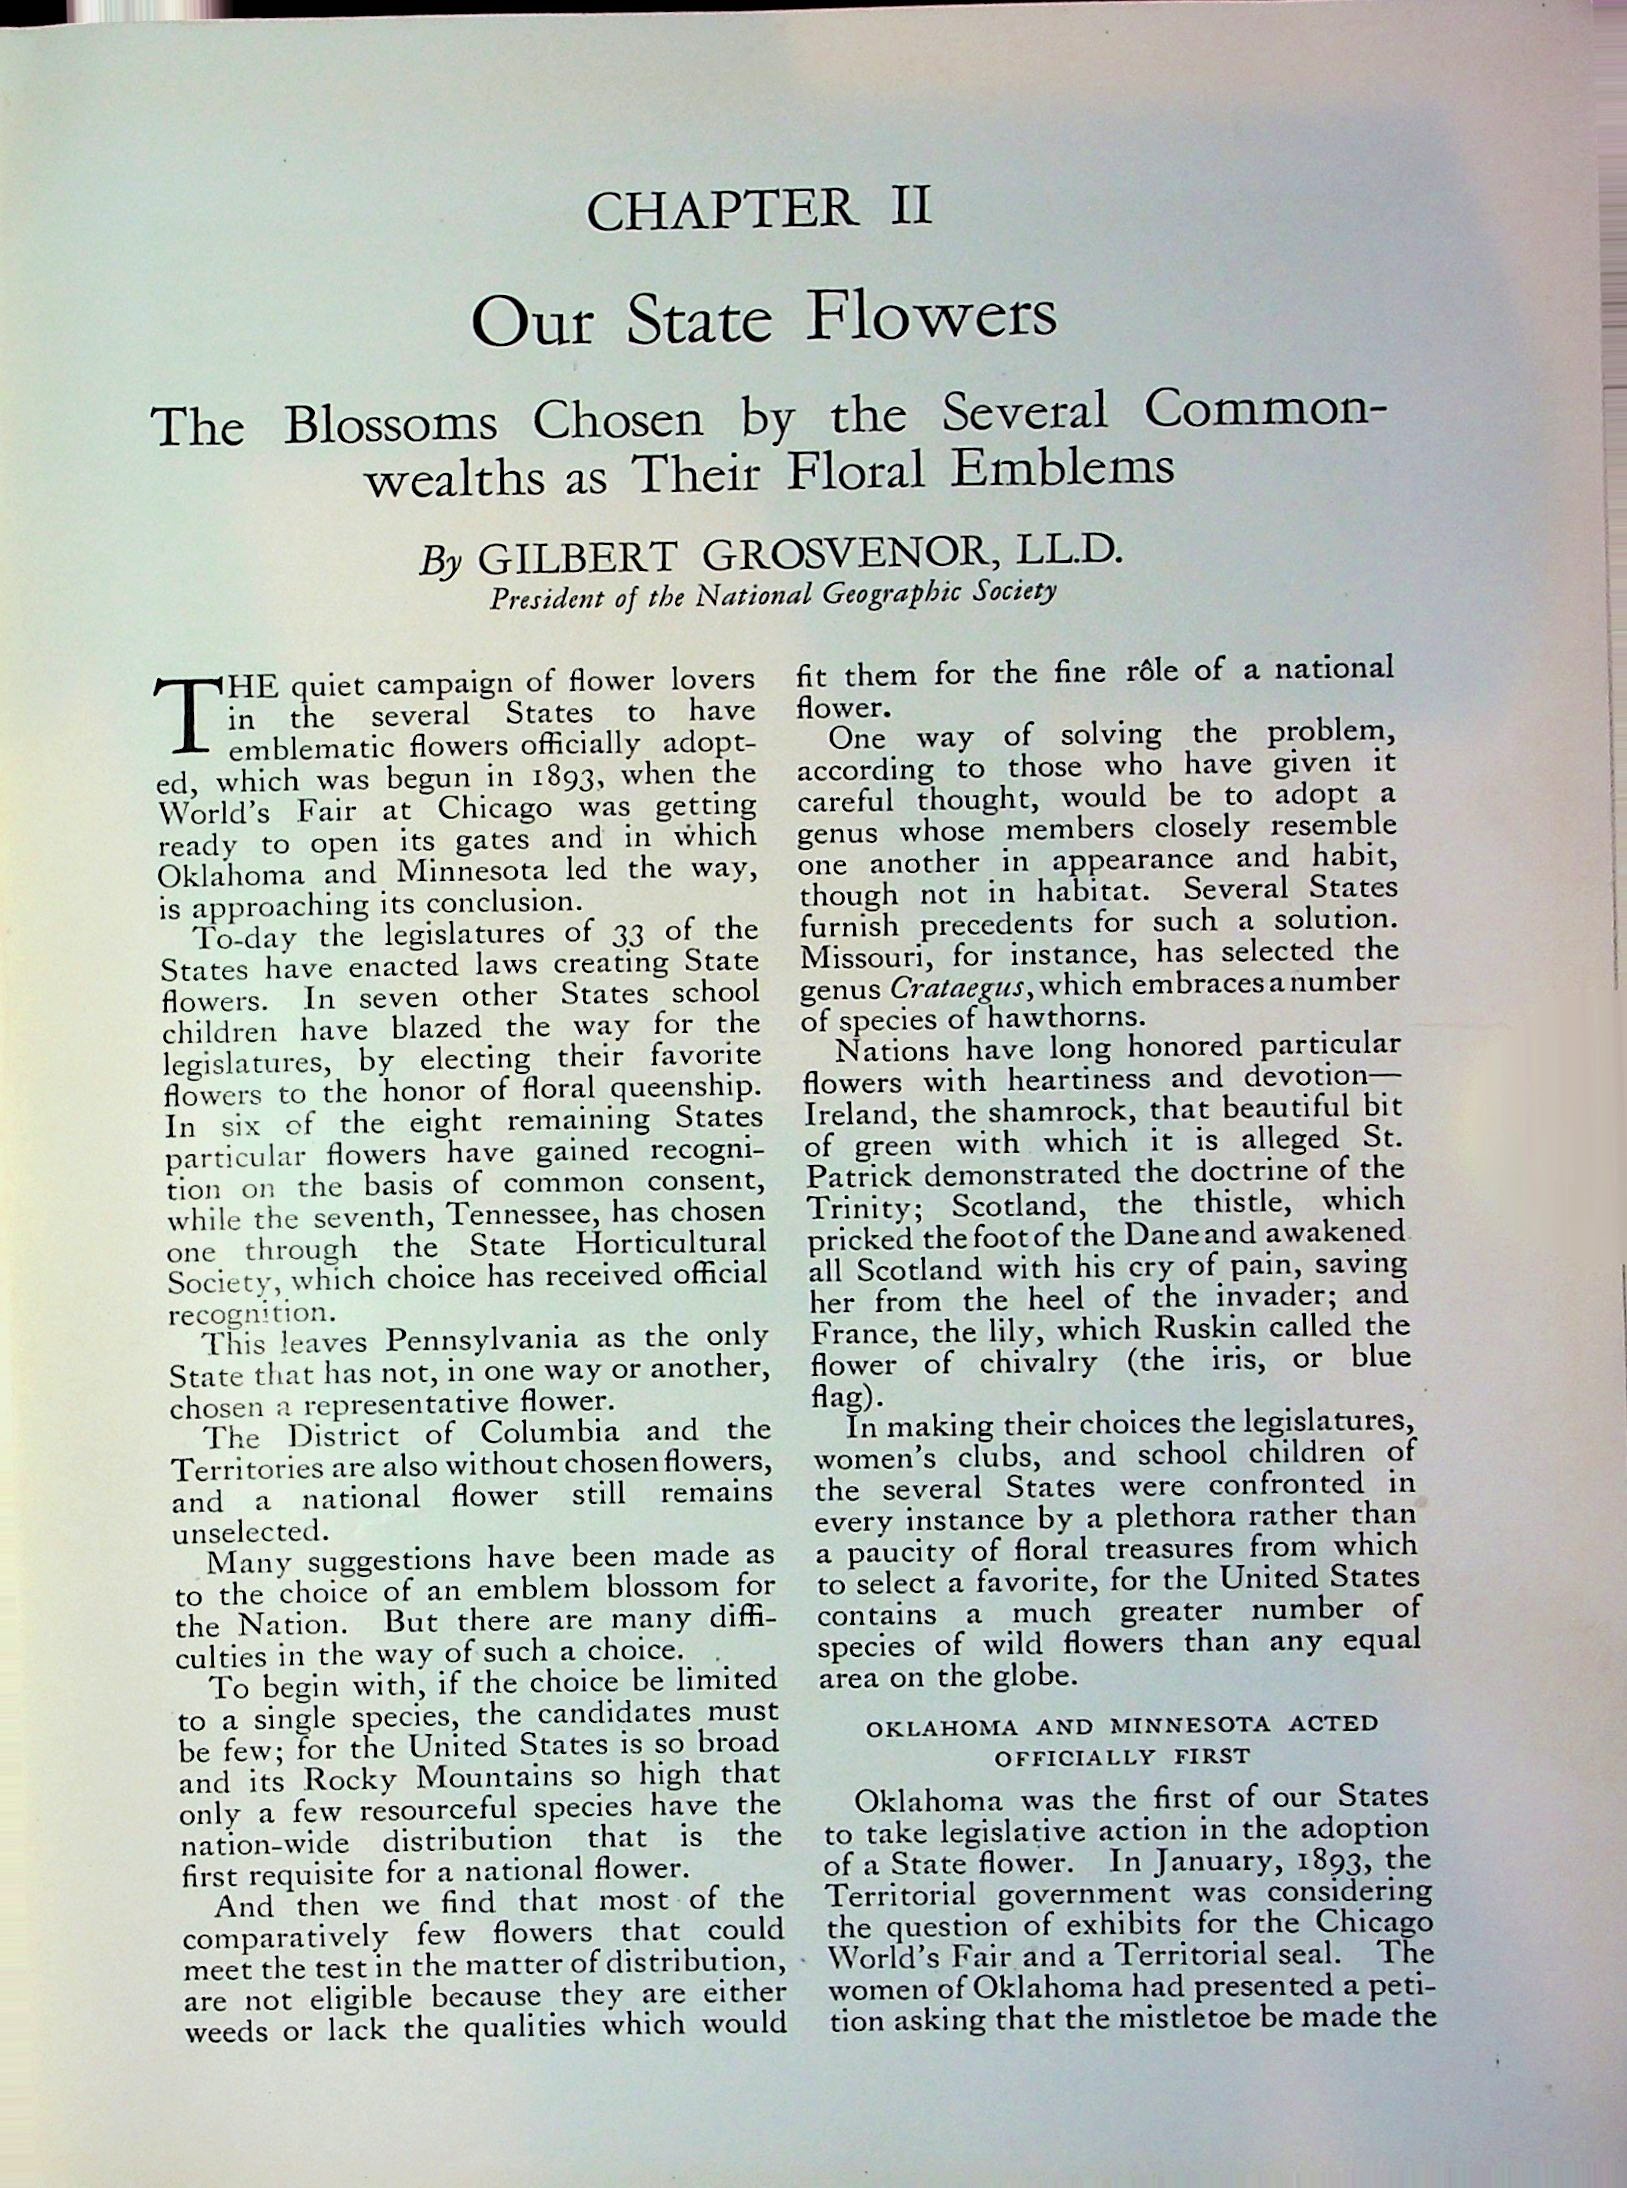 CHAPTER II
Our State Flowers
The Blossoms Chosen by the Several Common-
wealths as Their Floral Emblems
By GILBERT GROSVENOR, LL.D.
President of the National Geographic Society
THE quiet campaign of flower lovers
in the several States to have
emblematic flowers officially adopt-
ed, which was begun in 1893, when the
World's Fair at Chicago was getting
ready to open its gates and in which
Oklahoma and Minnesota led the way,
is approaching its conclusion.
To-day the legislatures of 33 of the
States have enacted laws creating State
flowers. In seven other States school
children have blazed the way for the
legislatures, by electing their favorite
flowers to the honor of floral queenship.
In six of the eight remaining States
particular flowers have gained recogni-
tion on the basis of common consent,
while the seventh, Tennessee, has chosen
one through the State Horticultural
Society, which choice has received official
recognition.
This leaves Pennsylvania as the only
State that has not, in one way or another,
chosen a representative flower.
The District of Columbia and the
Territories are also without chosen flowers,
and a national flower still remains
unselected.
Many suggestions have been made as
to the choice of an emblem blossom for
the Nation. But there are many diffi-
culties in the way of such a choice.
To begin with, if the choice be limited
to a single species, the candidates must
be few; for the United States is so broad
and its Rocky Mountains so high that
only a few resourceful species have the
nation-wide distribution that is the
first requisite for a national flower.
And then we find that most of the
comparatively few flowers that could
meet the test in the matter of distribution,
are not eligible because they are either
weeds or lack the qualities which would
fit them for the fine rôle of a national
flower.
One way of solving the problem,
according to those who have given it
careful thought, would be to adopt a
genus whose members closely resemble
one another in appearance and habit,
though not in habitat. Several States
furnish precedents for such a solution.
Missouri, for instance, has selected the
genus Crataegus, which embraces a number
of species of hawthorns.
Nations have long honored particular
flowers with heartiness and devotion—
Ireland, the shamrock, that beautiful bit
of green with which it is alleged St.
Patrick demonstrated the doctrine of the
Trinity; Scotland, the thistle, which
pricked the foot of the Dane and awakened
all Scotland with his cry of pain, saving
her from the heel of the invader; and
France, the lily, which Ruskin called the
flower of chivalry (the iris, or blue
flag).
In making their choices the legislatures,
women's clubs, and school children of
the several States were confronted in
every instance by a plethora rather than
a paucity of floral treasures from which
to select a favorite, for the United States
contains a much greater number of
species of wild flowers than any equal
area on the globe.
OKLAHOMA AND MINNESOTA ACTED
OFFICIALLY FIRST
Oklahoma was the first of our States
to take legislative action in the adoption
of a State flower. In January, 1893, the
Territorial government was considering
the question of exhibits for the Chicago
World's Fair and a Territorial seal. The
women of Oklahoma had presented a peti-
tion asking that the mistletoe be made the